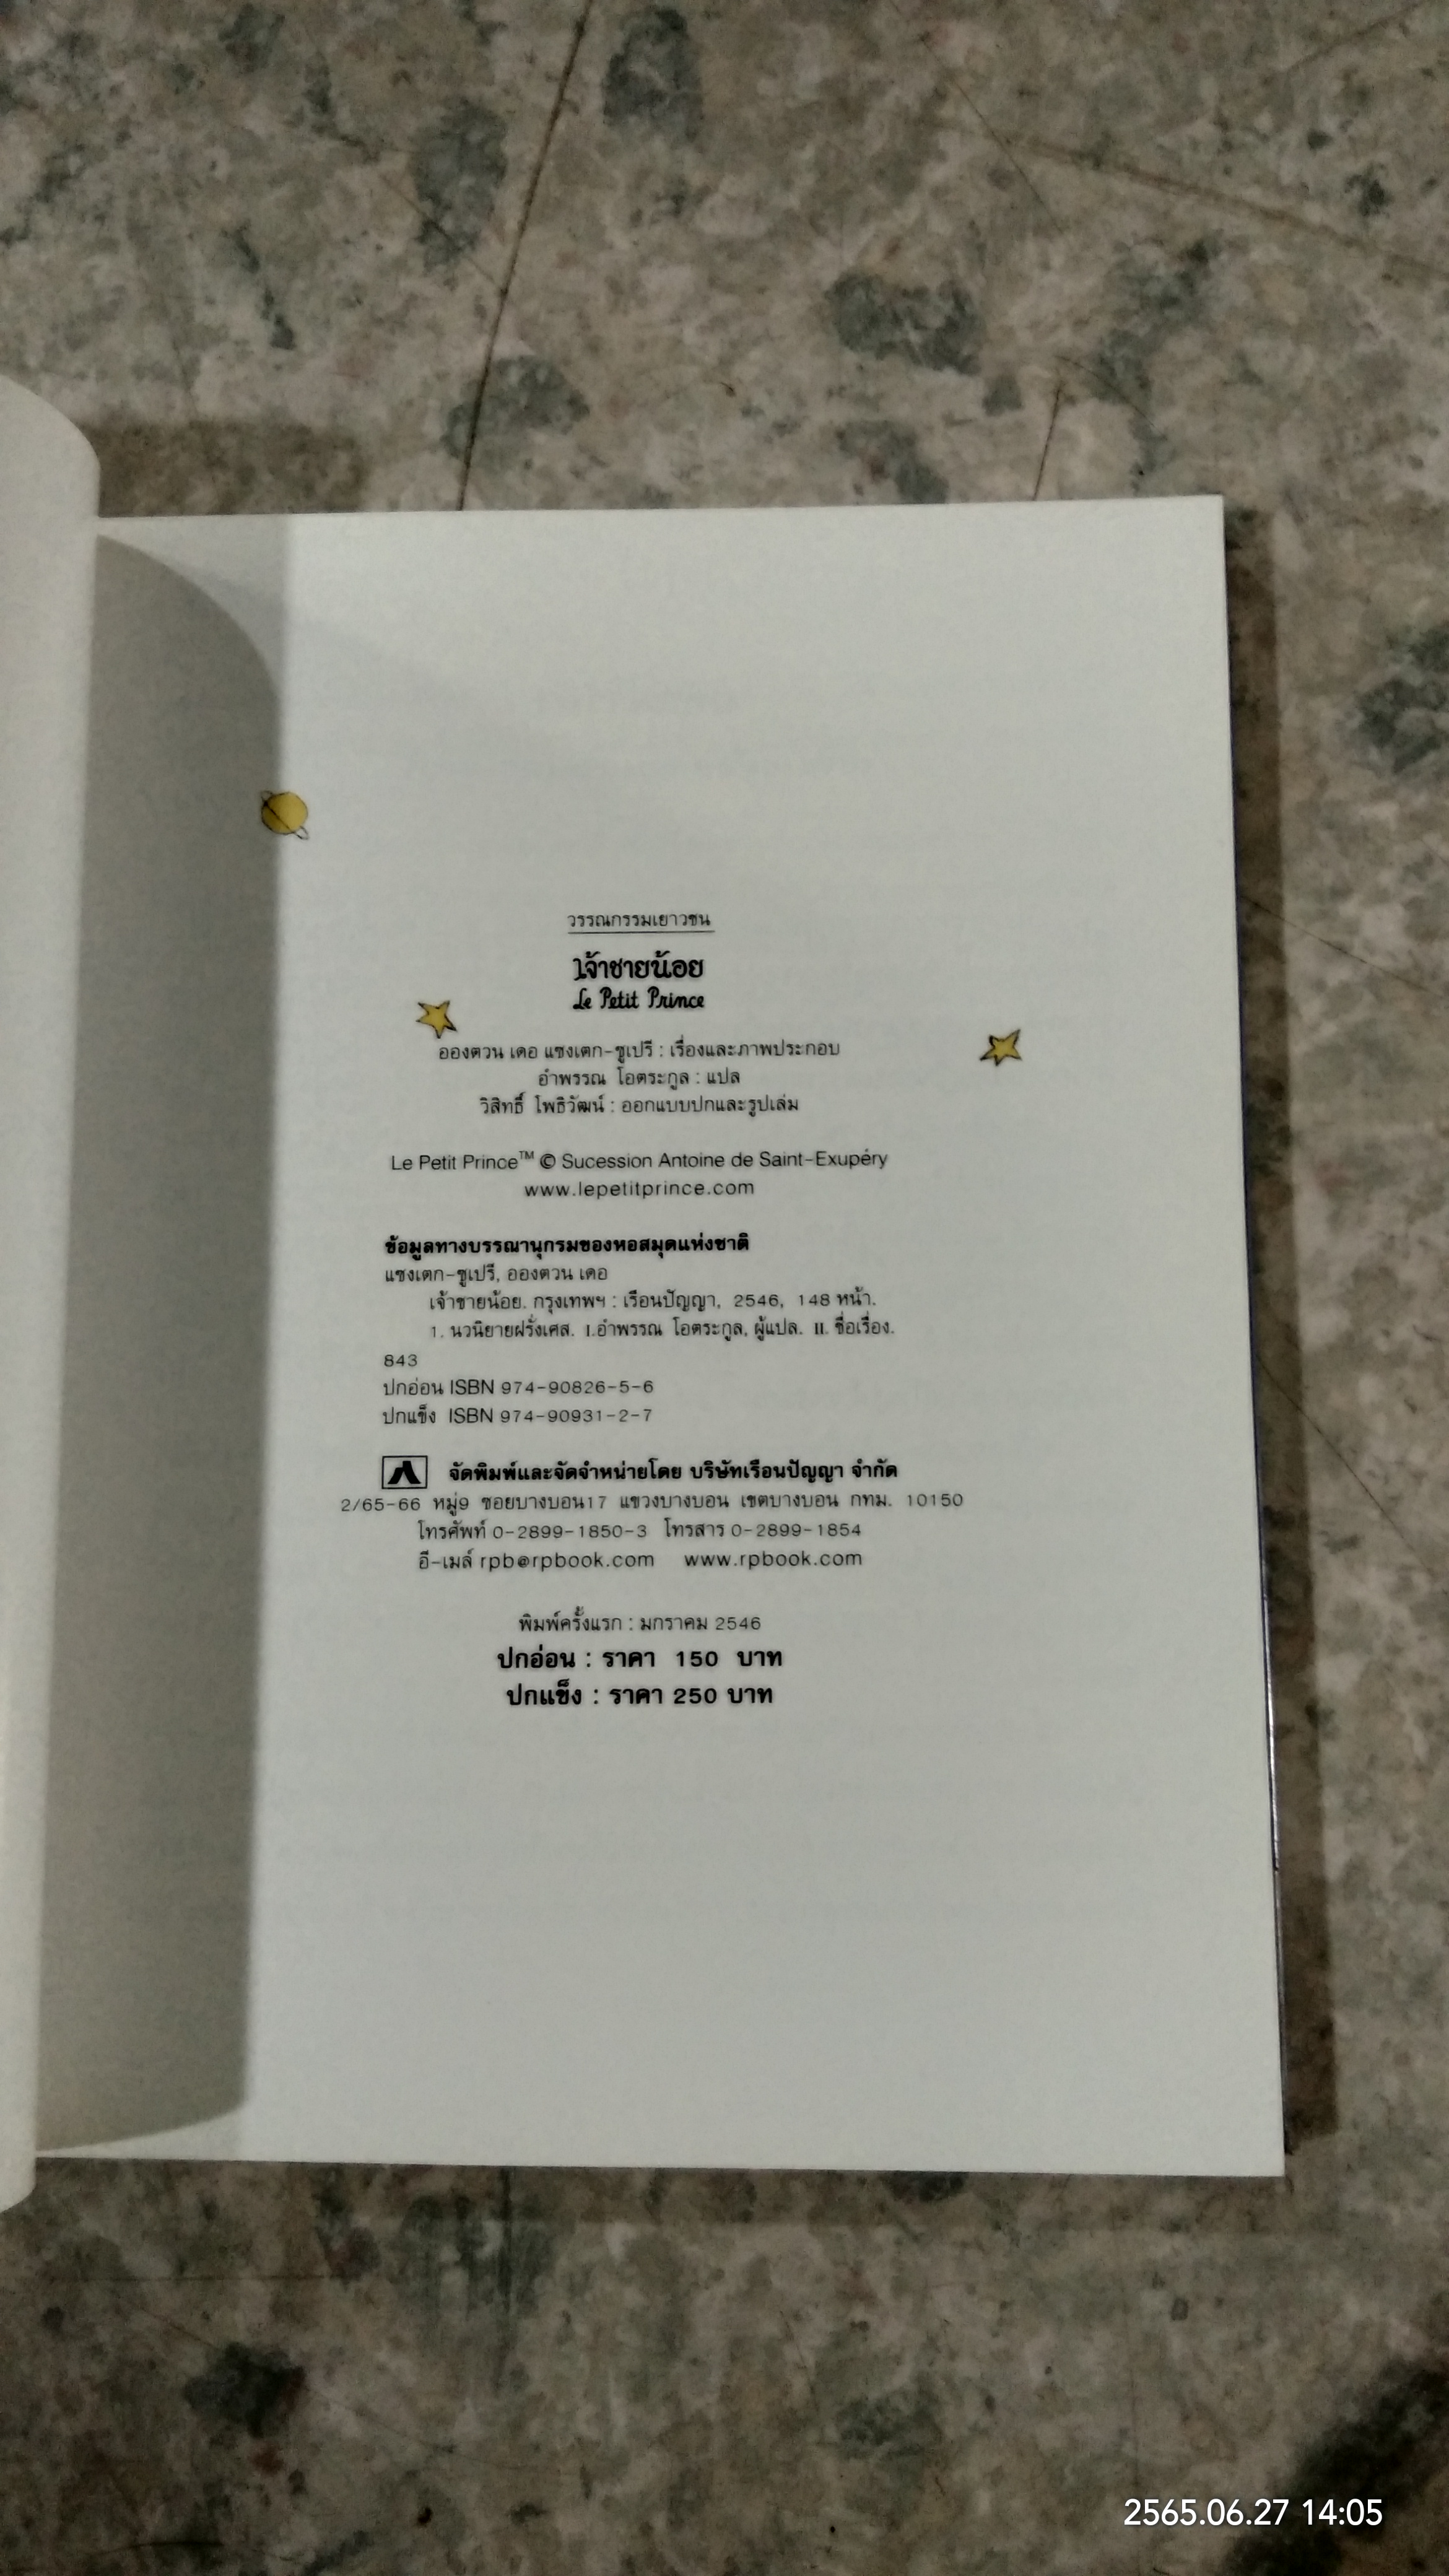 วรรณกรรมเยาวชน
เจ้าชายน้อย
Le Petit Prince
อองตวน เดอ แซงเตก-ซูเปรี : เรื่องและภาพประกอบ
อำพรรณ โอตระกูล : แปล
วิสิทธิ์ โพธิวัฒน์ : ออกแบบปกและรูปเล่ม
Le Petit Prince™ © Sucession Antoine de Saint-Exupéry
www.lepetitprince.com
ข้อมูลทางบรรณานุกรมของหอสมุดแห่งชาติ
แซงเตก-ซูเปรี, อองตวน เดอ
เจ้าชายน้อย. กรุงเทพฯ : เรือนปัญญา, 2546, 148 หน้า.
1. นวนิยายฝรั่งเศส. I.อำพรรณ โอตระกูล, ผู้แปล. II. ชื่อเรื่อง.
843
ปกอ่อน ISBN 974-90826-5-6
ปกแข็ง ISBN 974-90931-2-7
จัดพิมพ์และจัดจำหน่ายโดย บริษัทเรือนปัญญา จำกัด
2/65-66 หมู่9 ซอยบางบอน17 แขวงบางบอน เขตบางบอน กทม. 10150
โทรศัพท์ 0-2899-1850-3 โทรสาร 0-2899-1854
อี-เมล์ rpb@rpbook.com www.rpbook.com
พิมพ์ครั้งแรก : มกราคม 2546
ปกอ่อน : ราคา 150 บาท
ปกแข็ง : ราคา 250 บาท
2565.06.27 14:05